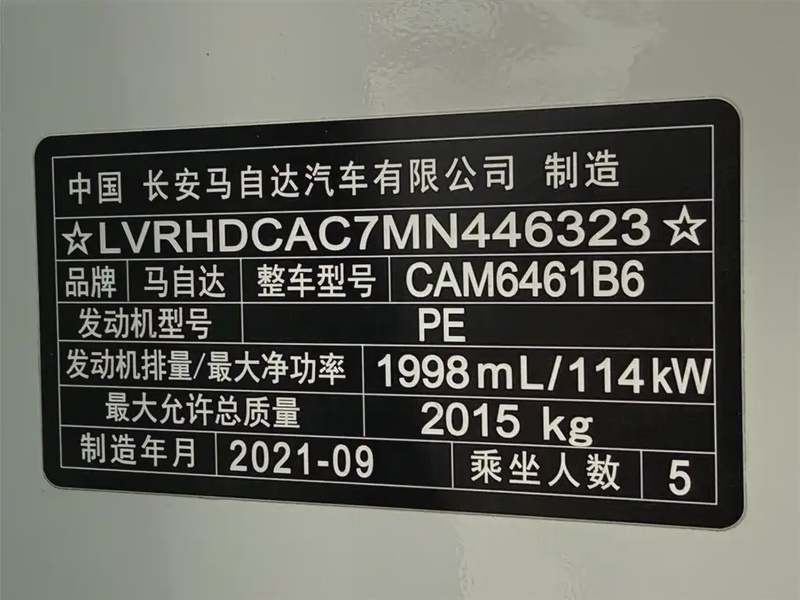 中国 长安马自达汽车有限公司 制造
☆LVRHDCAC7MN446323☆
品牌 马自达 整车型号 CAM6461B6
发动机型号 PE
发动机排量/最大净功率 1998mL/114kW
最大允许总质量 2015 kg
制造年月 2021-09 乘坐人数 5